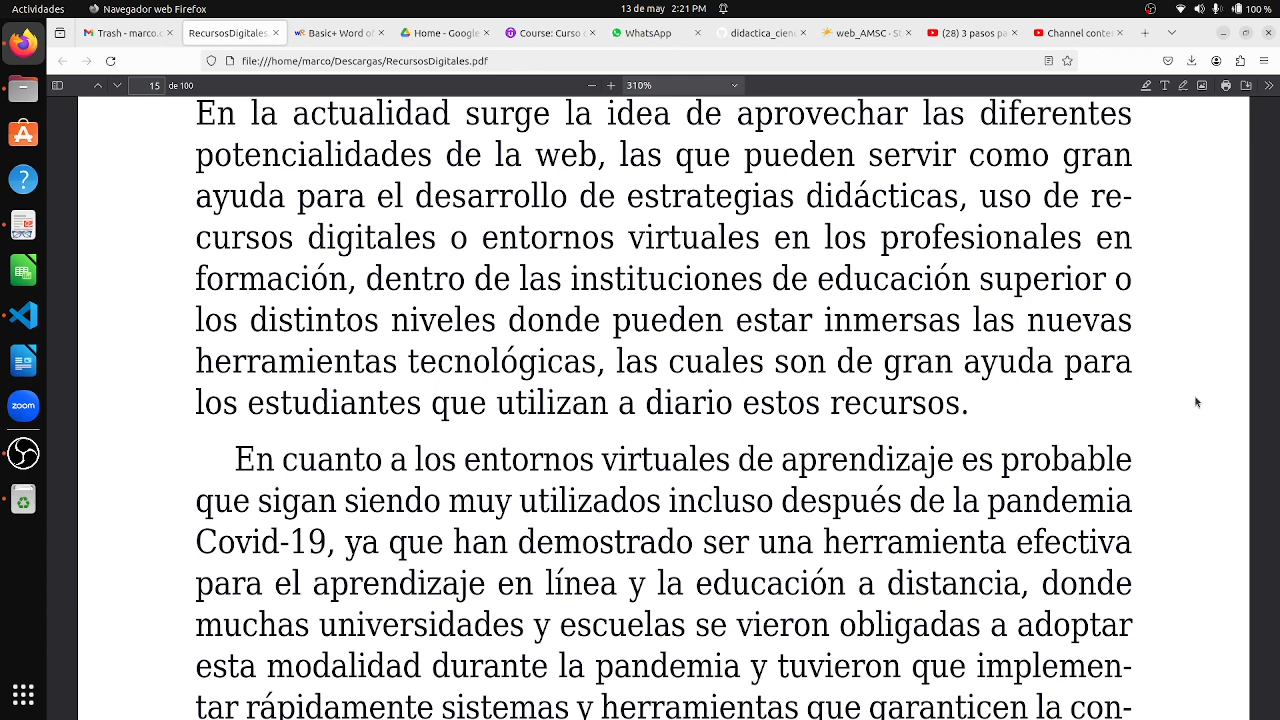 Actividades
Navegador web Firefox
13 de may 2:21 PM
100 %
Trash - marco.c
RecursosDigitales.
Basic+ Word of
Home - Google
Course: Curso
WhatsApp
didactica_cienc
web_AMSC - Sl
(28) 3 pasos pa
Channel conte
file:///home/marco/Descargas/RecursosDigitales.pdf
15 de 100
310%
En la actualidad surge la idea de aprovechar las diferentes
potencialidades de la web, las que pueden servir como gran
ayuda para el desarrollo de estrategias didácticas, uso de re-
cursos digitales o entornos virtuales en los profesionales en
formación, dentro de las instituciones de educación superior o
los distintos niveles donde pueden estar inmersas las nuevas
herramientas tecnológicas, las cuales son de gran ayuda para
los estudiantes que utilizan a diario estos recursos.
En cuanto a los entornos virtuales de aprendizaje es probable
que sigan siendo muy utilizados incluso después de la pandemia
Covid-19, ya que han demostrado ser una herramienta efectiva
para el aprendizaje en línea y la educación a distancia, donde
muchas universidades y escuelas se vieron obligadas a adoptar
esta modalidad durante la pandemia y tuvieron que implemen-
tar rápidamente sistemas y herramientas que garanticen la con-
zoom